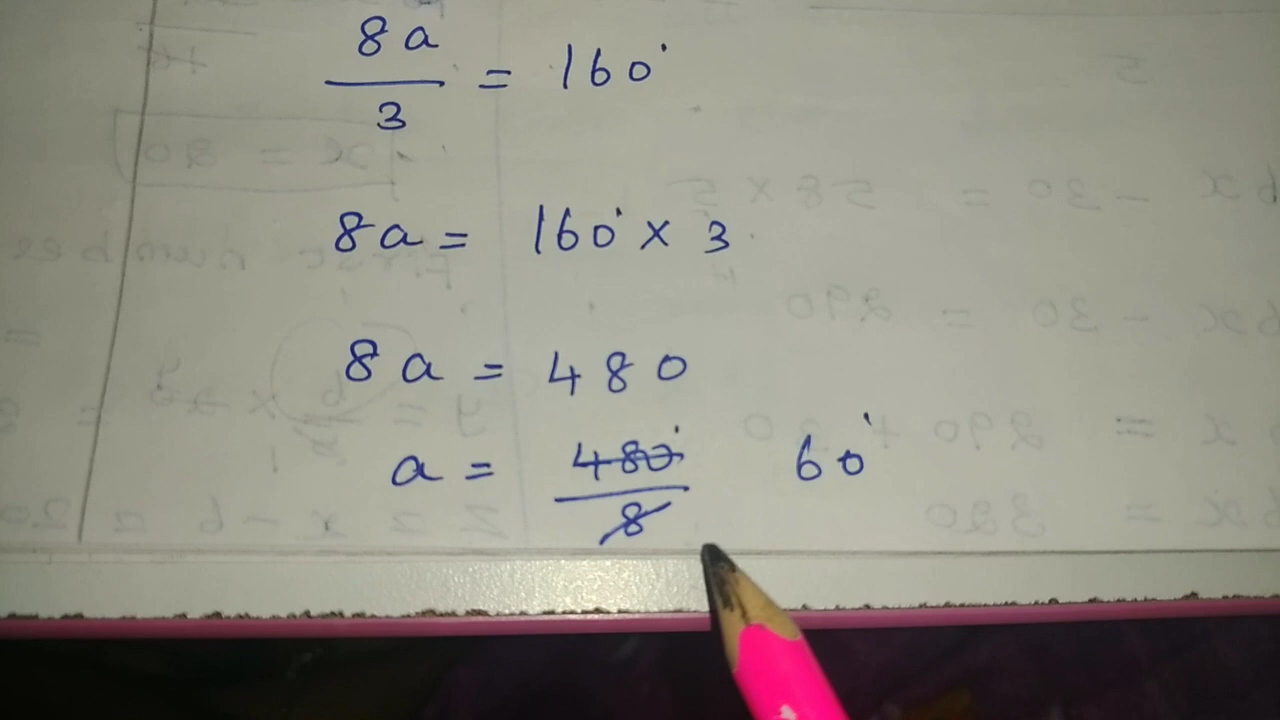 8a/3 = 160°
8a = 160° × 3
8a = 480
a = 480°/8 60°